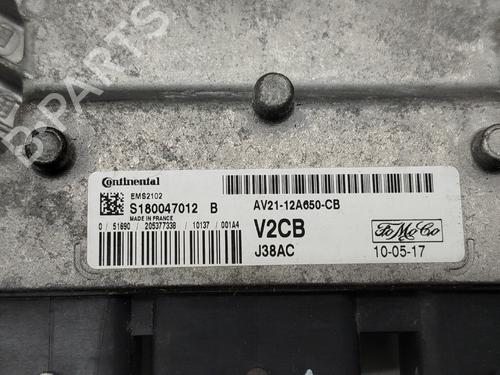 B-PARTS
Continental
EMS2102
S180047012 B
MADE IN FRANCE
0 / 51690 / 205377338 / 10137 / 001A4
AV21-12A650-CB
V2CB
J38AC
FoMoCo
10-05-17